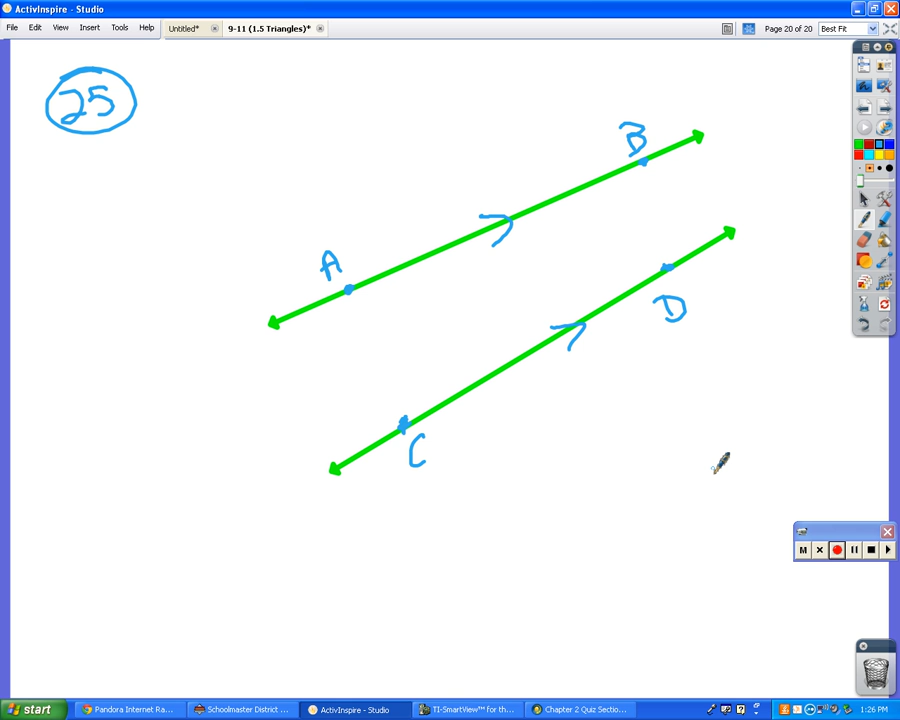 ActivInspire - Studio
File Edit View Insert Tools Help
Untitled* 9-11 (1.5 Triangles)* Page 20 of 20 Best Fit
25
B
A
D
C
M
start Pandora Internet Ra... Schoolmaster District ... ActivInspire - Studio TI-SmartView™ for th... Chapter 2 Quiz Sectio... 1:26 PM